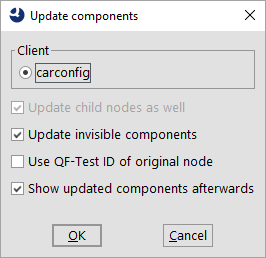 Update components
Client
carconfig
Update child nodes as well
Update invisible components
Use QF-Test ID of original node
Show updated components afterwards
OK
Cancel